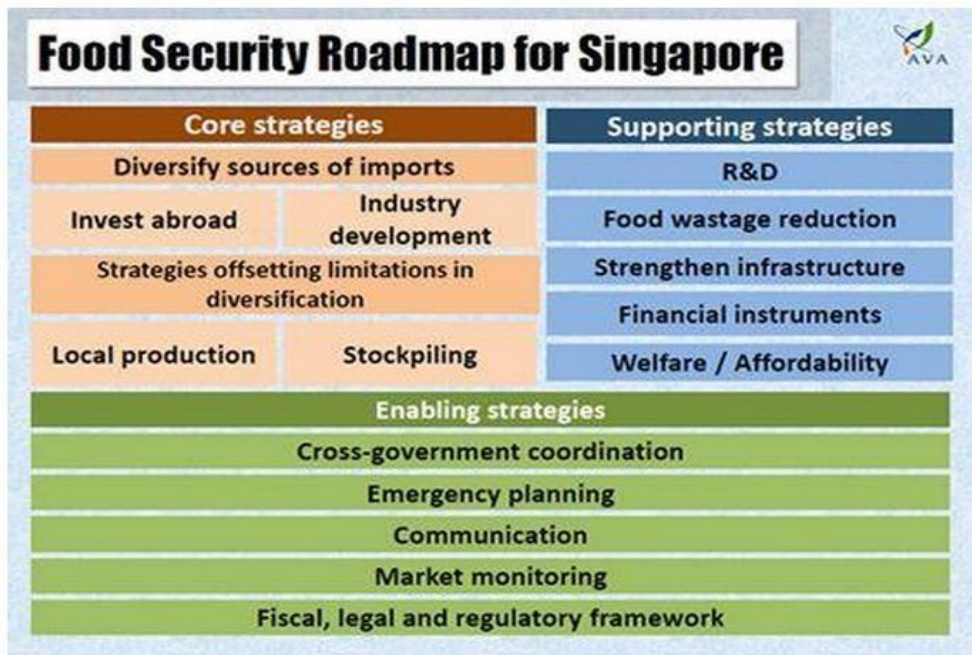 Food Security Roadmap for Singapore
AVA
Core strategies
Diversify sources of imports
Invest abroad
Industry
development
Strategies offsetting limitations in
diversification
Local production
Stockpiling
Supporting strategies
R&D
Food wastage reduction
Strengthen infrastructure
Financial instruments
Welfare / Affordability
Enabling strategies
Cross-government coordination
Emergency planning
Communication
Market monitoring
Fiscal, legal and regulatory framework